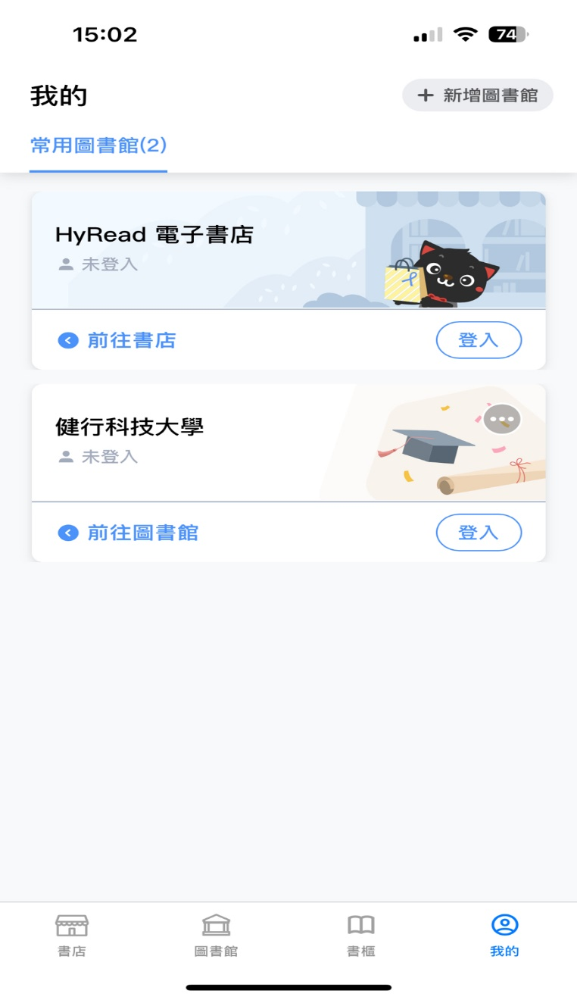 15:02
74
我的
+ 新增圖書館
常用圖書館(2)
HyRead 電子書店
未登入
前往書店
登入
健行科技大學
未登入
前往圖書館
登入
書店
圖書館
書櫃
我的